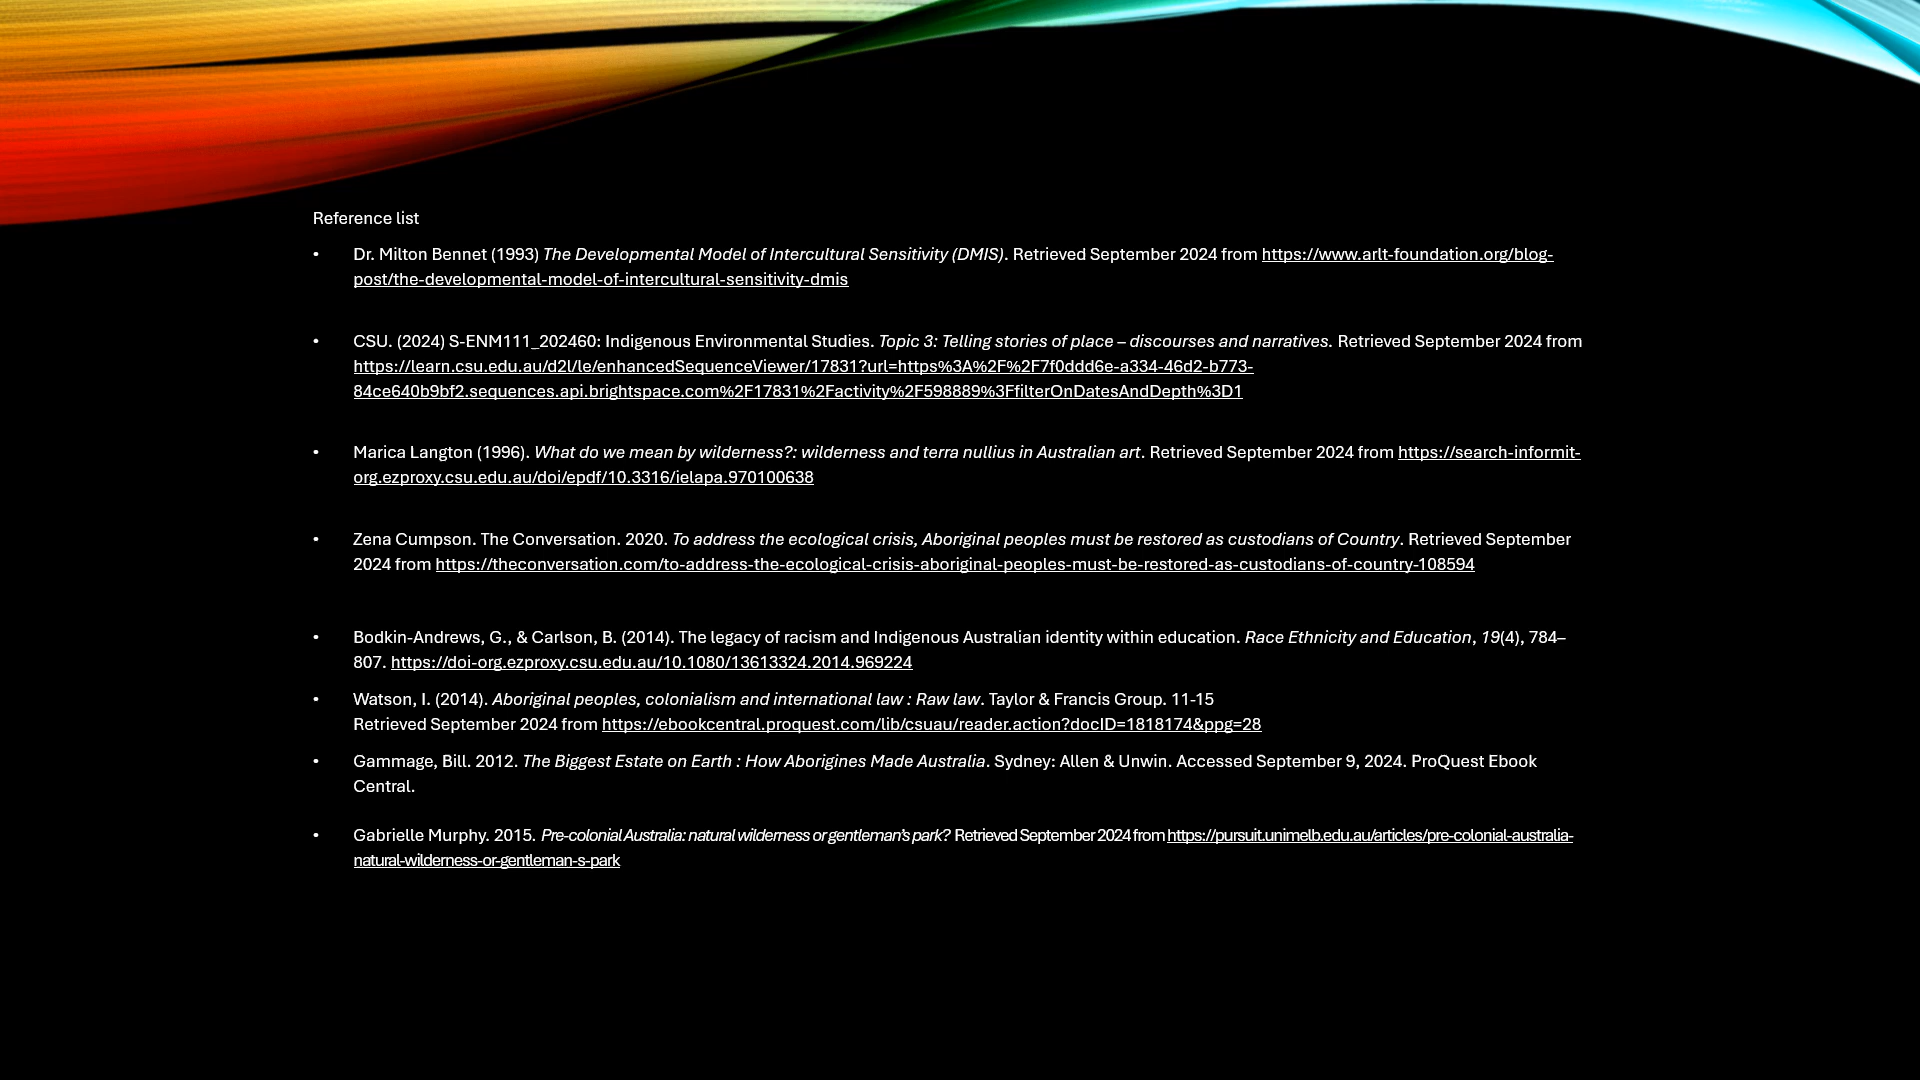 Reference list
• Dr. Milton Bennet (1993) The Developmental Model of Intercultural Sensitivity (DMIS). Retrieved September 2024 from https://www.arlt-foundation.org/blog-
post/the-developmental-model-of-intercultural-sensitivity-dmis
• CSU. (2024) S-ENM111_202460: Indigenous Environmental Studies. Topic 3: Telling stories of place – discourses and narratives. Retrieved September 2024 from
https://learn.csu.edu.au/d2l/le/enhancedSequenceViewer/17831?url=https%3A%2F%2F7f0ddd6e-a334-46d2-b773-
84ce640b9bf2.sequences.api.brightspace.com%2F17831%2Factivity%2F598889%3FfilterOnDatesAndDepth%3D1
• Marica Langton (1996). What do we mean by wilderness?: wilderness and terra nullius in Australian art. Retrieved September 2024 from https://search-informit-
org.ezproxy.csu.edu.au/doi/epdf/10.3316/ielapa.970100638
• Zena Cumpson. The Conversation. 2020. To address the ecological crisis, Aboriginal peoples must be restored as custodians of Country. Retrieved September
2024 from https://theconversation.com/to-address-the-ecological-crisis-aboriginal-peoples-must-be-restored-as-custodians-of-country-108594
• Bodkin-Andrews, G., & Carlson, B. (2014). The legacy of racism and Indigenous Australian identity within education. Race Ethnicity and Education, 19(4), 784–
807. https://doi-org.ezproxy.csu.edu.au/10.1080/13613324.2014.969224
• Watson, I. (2014). Aboriginal peoples, colonialism and international law : Raw law. Taylor & Francis Group. 11-15
Retrieved September 2024 from https://ebookcentral.proquest.com/lib/csuau/reader.action?docID=1818174&ppg=28
• Gammage, Bill. 2012. The Biggest Estate on Earth : How Aborigines Made Australia. Sydney: Allen & Unwin. Accessed September 9, 2024. ProQuest Ebook
Central.
• Gabrielle Murphy. 2015. Pre-colonial Australia: natural wilderness or gentleman's park? Retrieved September 2024 from https://pursuit.unimelb.edu.au/articles/pre-colonial-australia-
natural-wilderness-or-gentleman-s-park